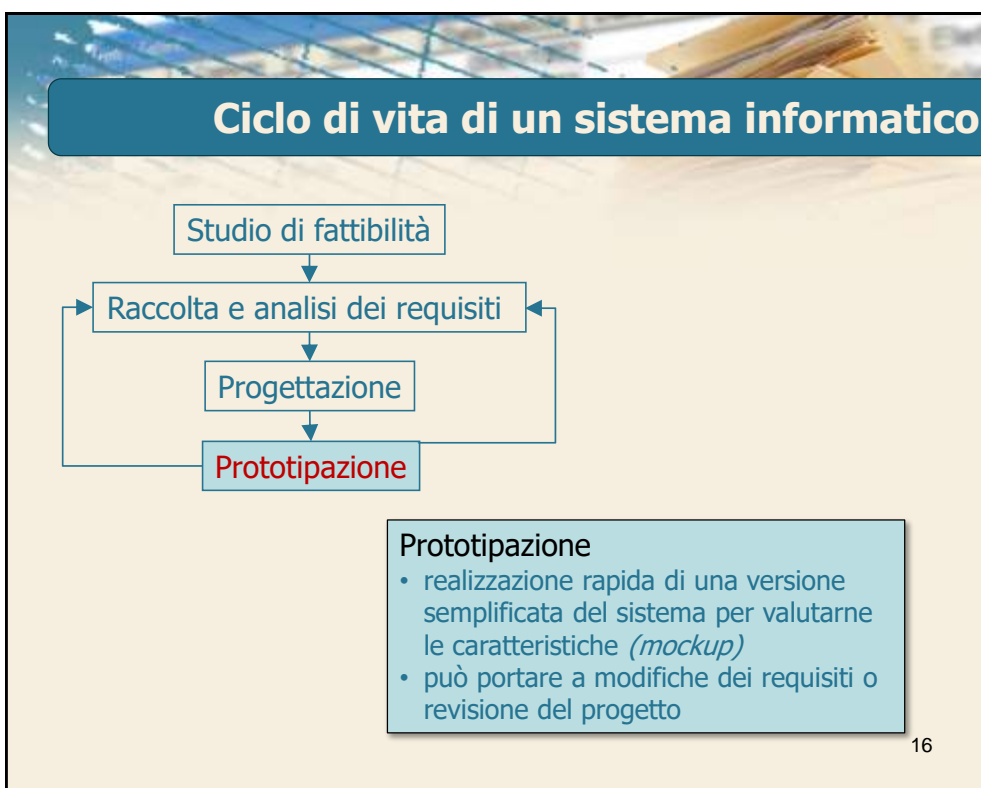 Ciclo di vita di un sistema informatico
Studio di fattibilità
Raccolta e analisi dei requisiti
Progettazione
Prototipazione
Prototipazione
• realizzazione rapida di una versione
semplificata del sistema per valutarne
le caratteristiche (mockup)
• può portare a modifiche dei requisiti o
revisione del progetto
16